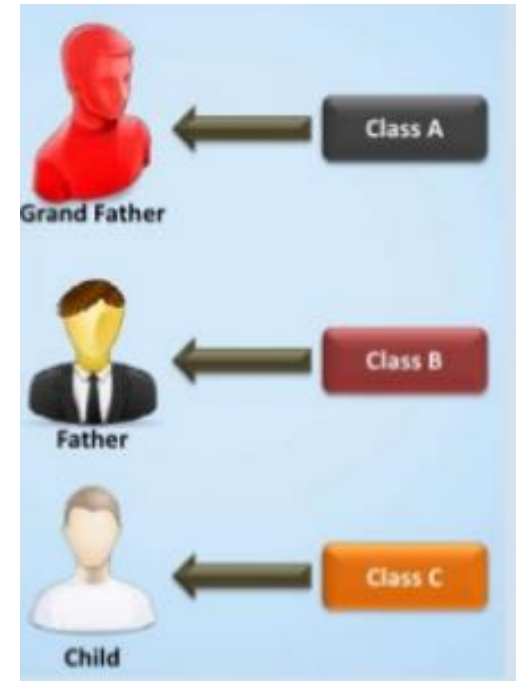 Class A
Grand Father
Class B
Father
Class C
Child